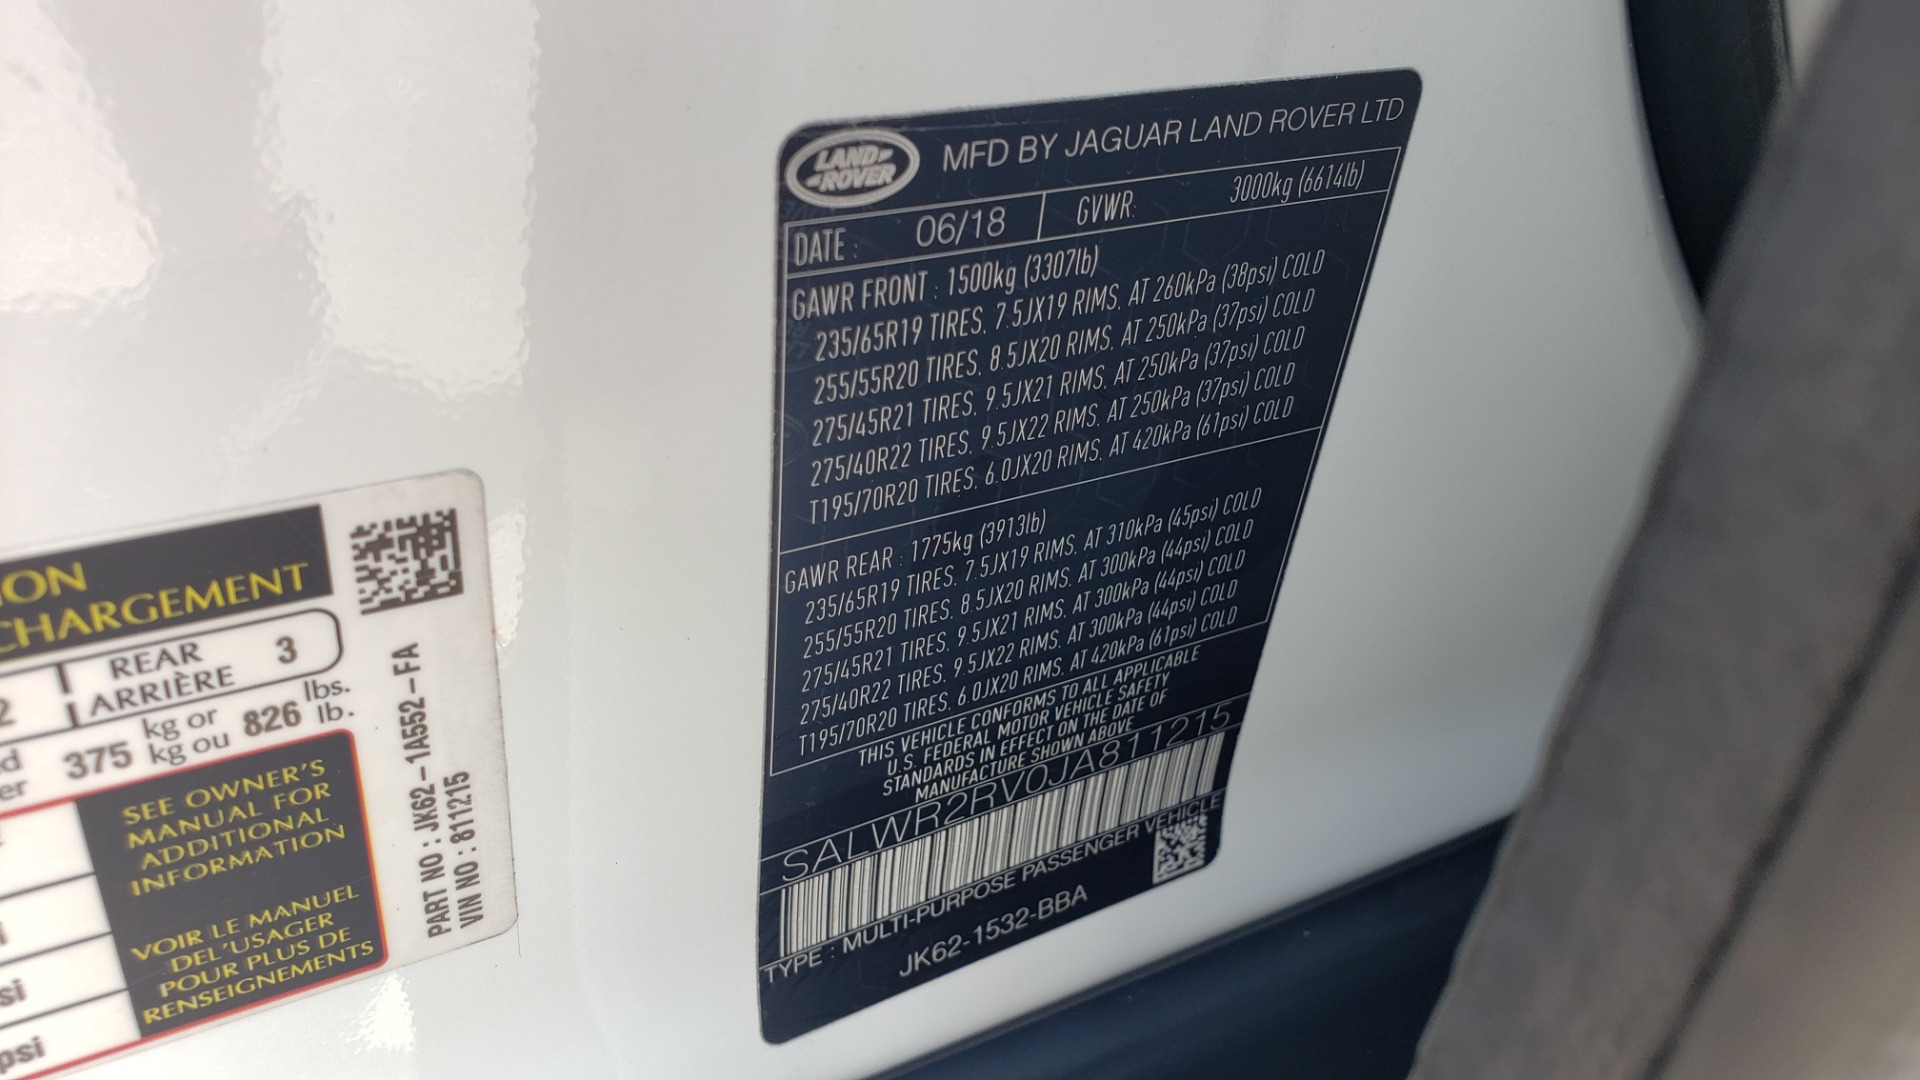 LAND-
-ROVER
MFD BY JAGUAR LAND ROVER LTD
DATE : 06/18 GVWR: 3000kg (6614lb)
GAWR FRONT : 1500kg (3307lb)
235/65R19 TIRES, 7.5JX19 RIMS, AT 260kPa (38psi) COLD
255/55R20 TIRES, 8.5JX20 RIMS, AT 250kPa (37psi) COLD
275/45R21 TIRES, 9.5JX21 RIMS, AT 250kPa (37psi) COLD
275/40R22 TIRES, 9.5JX22 RIMS, AT 250kPa (37psi) COLD
T195/70R20 TIRES, 6.0JX20 RIMS, AT 420kPa (61psi) COLD
GAWR REAR : 1775kg (3913lb)
235/65R19 TIRES, 7.5JX19 RIMS, AT 310kPa (45psi) COLD
255/55R20 TIRES, 8.5JX20 RIMS, AT 300kPa (44psi) COLD
275/45R21 TIRES, 9.5JX21 RIMS, AT 300kPa (44psi) COLD
275/40R22 TIRES, 9.5JX22 RIMS, AT 300kPa (44psi) COLD
T195/70R20 TIRES, 6.0JX20 RIMS, AT 420kPa (61psi) COLD
THIS VEHICLE CONFORMS TO ALL APPLICABLE
U.S. FEDERAL MOTOR VEHICLE SAFETY
STANDARDS IN EFFECT ON THE DATE OF
MANUFACTURE SHOWN ABOVE
SALWR2RV0JA811215
TYPE : MULTI-PURPOSE PASSENGER VEHICLE
JK62-1532-BBA
ION
CHARGEMENT
2 REAR 3
ARRIÈRE
375 kg or 826 lbs.
kg ou lb.
SEE OWNER'S
MANUAL FOR
ADDITIONAL
INFORMATION
VOIR LE MANUEL
DEL'USAGER
POUR PLUS DE
RENSEIGNEMENTS
si
psi
PART NO : JK62-1A552-FA
VIN NO : 811215